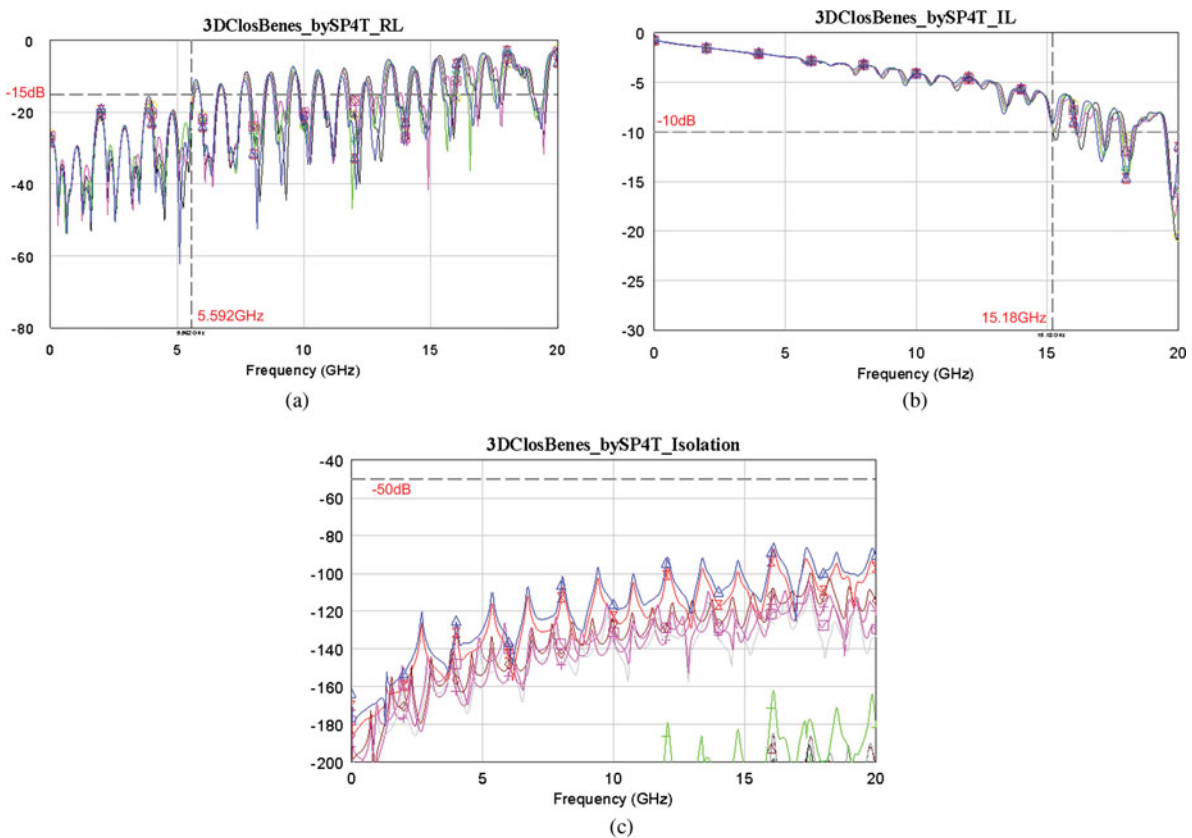 3DClosBenes_bySP4T_RL
0
-15dB
-20
-40
-60
-80
5.592GHz
0
5
10
15
20
Frequency (GHz)
(a)
3DClosBenes_bySP4T_IL
0
-5
-10
-10dB
-15
-20
-25
-30
15.18GHz
0
5
10
15
20
Frequency (GHz)
(b)
3DClosBenes_bySP4T_Isolation
-40
-50dB
-60
-80
-100
-120
-140
-160
-180
-200
0
5
10
15
20
Frequency (GHz)
(c)